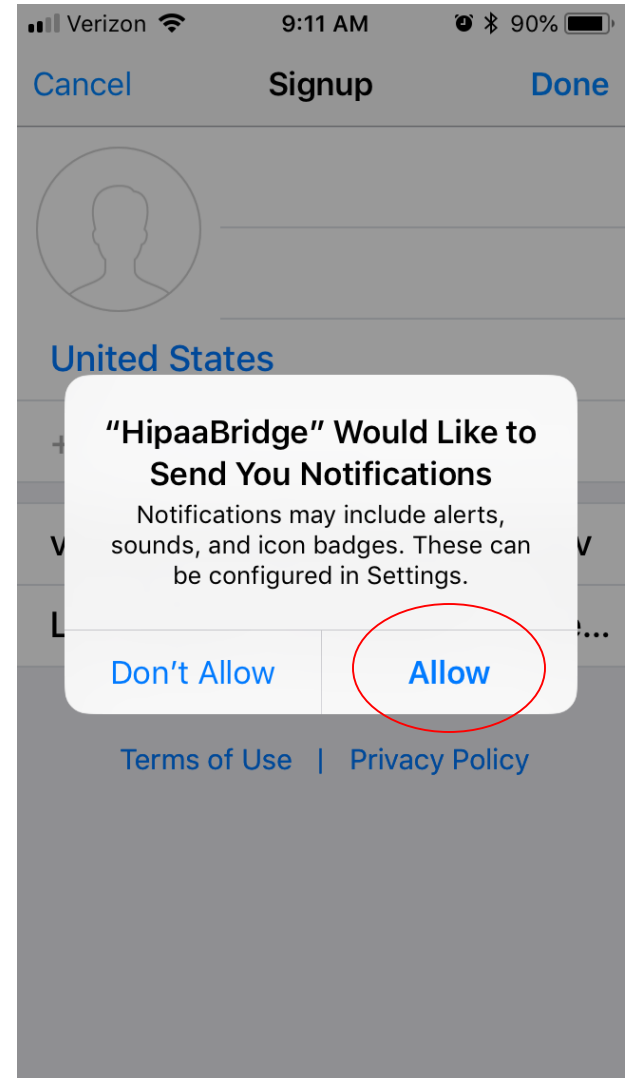 Verizon 9:11 AM 90%
Cancel Signup Done
United States
+
“HipaaBridge” Would Like to
Send You Notifications
Notifications may include alerts,
sounds, and icon badges. These can
be configured in Settings.
Don’t Allow Allow
Terms of Use | Privacy Policy